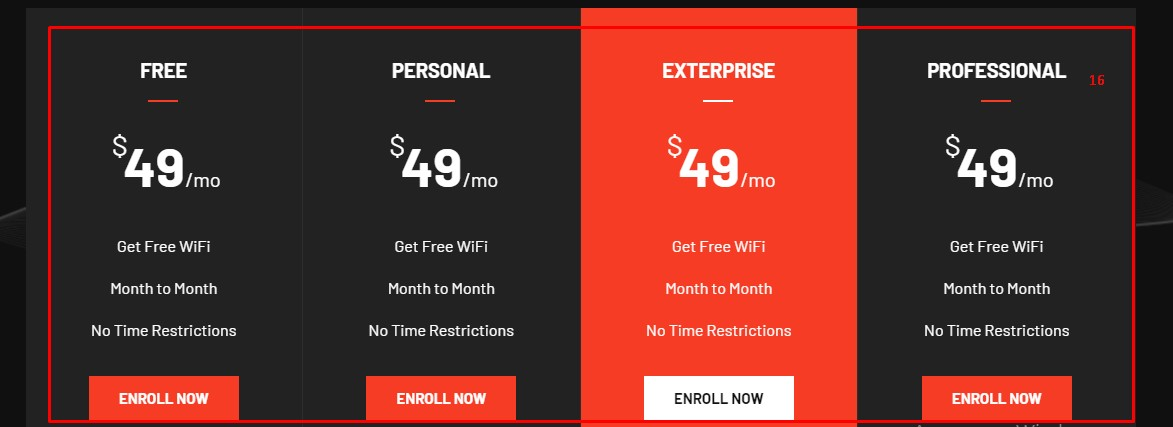 FREE
PERSONAL
EXTERPRISE
PROFESSIONAL
16
$49/mo
$49/mo
$49/mo
$49/mo
Get Free WiFi
Get Free WiFi
Get Free WiFi
Get Free WiFi
Month to Month
Month to Month
Month to Month
Month to Month
No Time Restrictions
No Time Restrictions
No Time Restrictions
No Time Restrictions
ENROLL NOW
ENROLL NOW
ENROLL NOW
ENROLL NOW